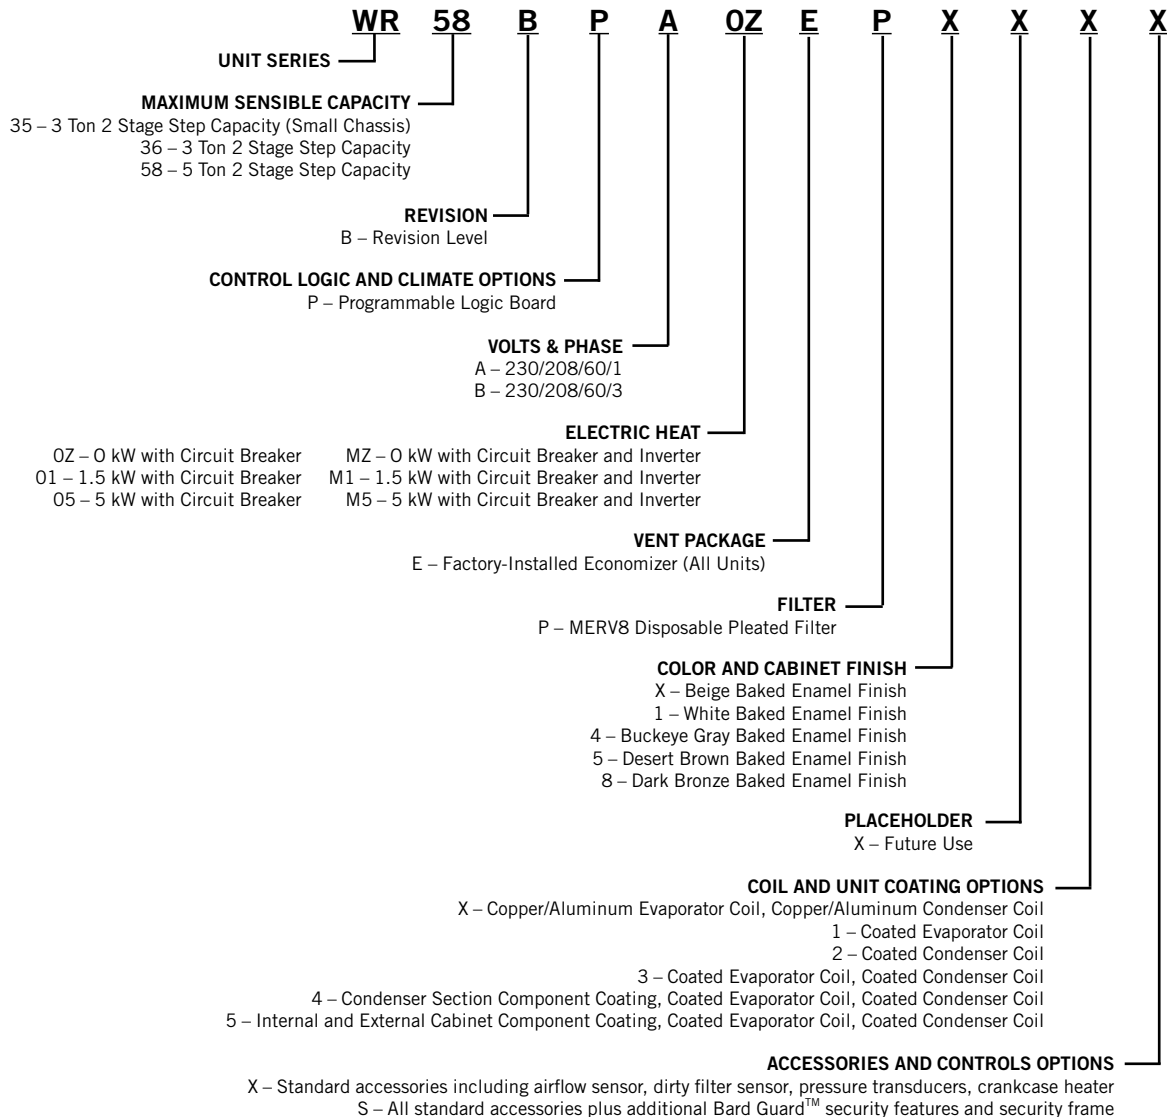 WR 58 B P A 0Z E P X X X X
UNIT SERIES
MAXIMUM SENSIBLE CAPACITY
35 – 3 Ton 2 Stage Step Capacity (Small Chassis)
36 – 3 Ton 2 Stage Step Capacity
58 – 5 Ton 2 Stage Step Capacity
REVISION
B – Revision Level
CONTROL LOGIC AND CLIMATE OPTIONS
P – Programmable Logic Board
VOLTS & PHASE
A – 230/208/60/1
B – 230/208/60/3
ELECTRIC HEAT
0Z – O kW with Circuit Breaker MZ – O kW with Circuit Breaker and Inverter
01 – 1.5 kW with Circuit Breaker M1 – 1.5 kW with Circuit Breaker and Inverter
05 – 5 kW with Circuit Breaker M5 – 5 kW with Circuit Breaker and Inverter
VENT PACKAGE
E – Factory-Installed Economizer (All Units)
FILTER
P – MERV8 Disposable Pleated Filter
COLOR AND CABINET FINISH
X – Beige Baked Enamel Finish
1 – White Baked Enamel Finish
4 – Buckeye Gray Baked Enamel Finish
5 – Desert Brown Baked Enamel Finish
8 – Dark Bronze Baked Enamel Finish
PLACEHOLDER
X – Future Use
COIL AND UNIT COATING OPTIONS
X – Copper/Aluminum Evaporator Coil, Copper/Aluminum Condenser Coil
1 – Coated Evaporator Coil
2 – Coated Condenser Coil
3 – Coated Evaporator Coil, Coated Condenser Coil
4 – Condenser Section Component Coating, Coated Evaporator Coil, Coated Condenser Coil
5 – Internal and External Cabinet Component Coating, Coated Evaporator Coil, Coated Condenser Coil
ACCESSORIES AND CONTROLS OPTIONS
X – Standard accessories including airflow sensor, dirty filter sensor, pressure transducers, crankcase heater
S – All standard accessories plus additional Bard Guard™ security features and security frame